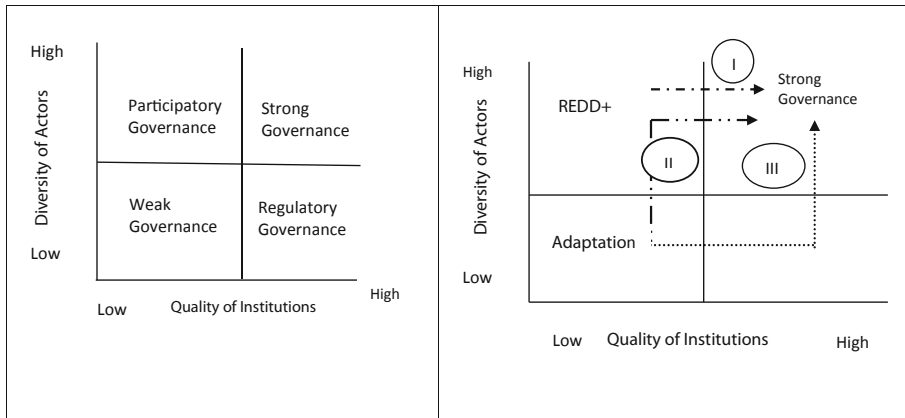 High
Diversity of Actors
Low
Participatory
Governance
Strong
Governance
Weak
Governance
Regulatory
Governance
Low
Quality of Institutions
High
High
Diversity of Actors
Low
REDD+
I
Strong
Governance
II
III
Adaptation
Low
Quality of Institutions
High